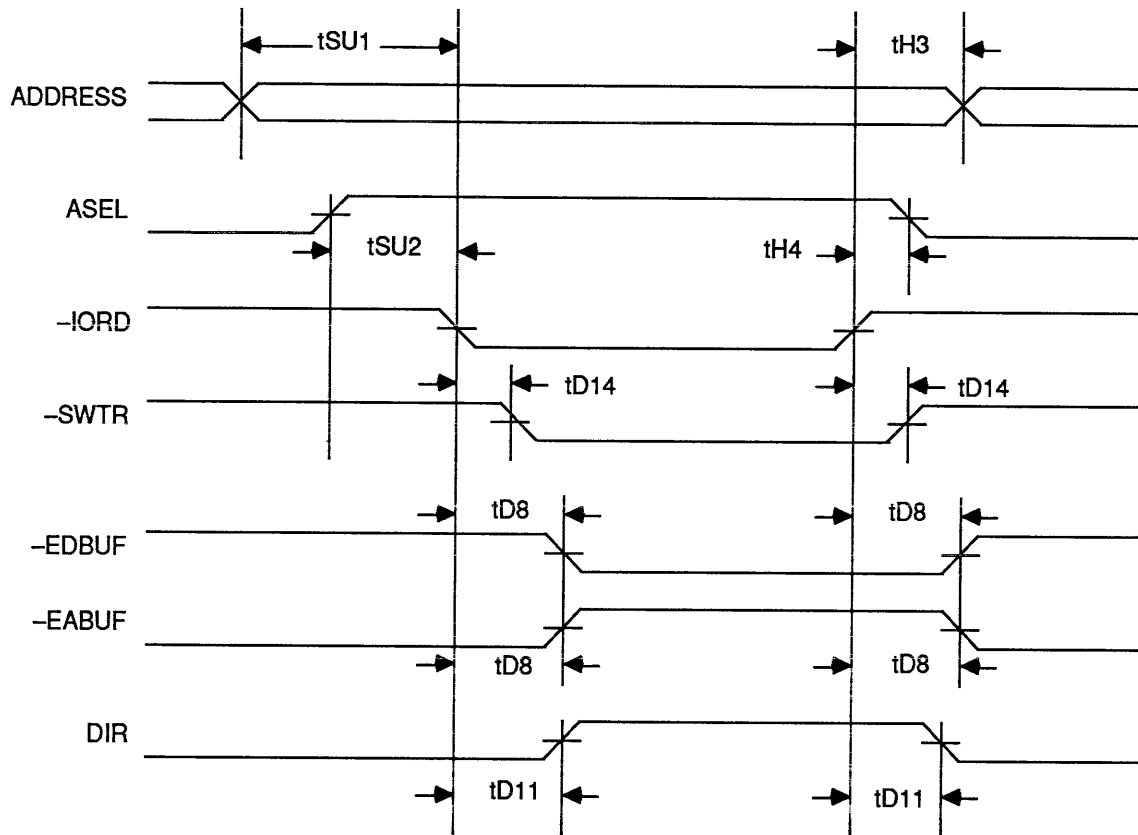 tSU1
tH3
ADDRESS
ASEL
tSU2
tH4
–IORD
tD14
tD14
–SWTR
tD8
tD8
–EDBUF
–EABUF
tD8
tD8
DIR
tD11
tD11